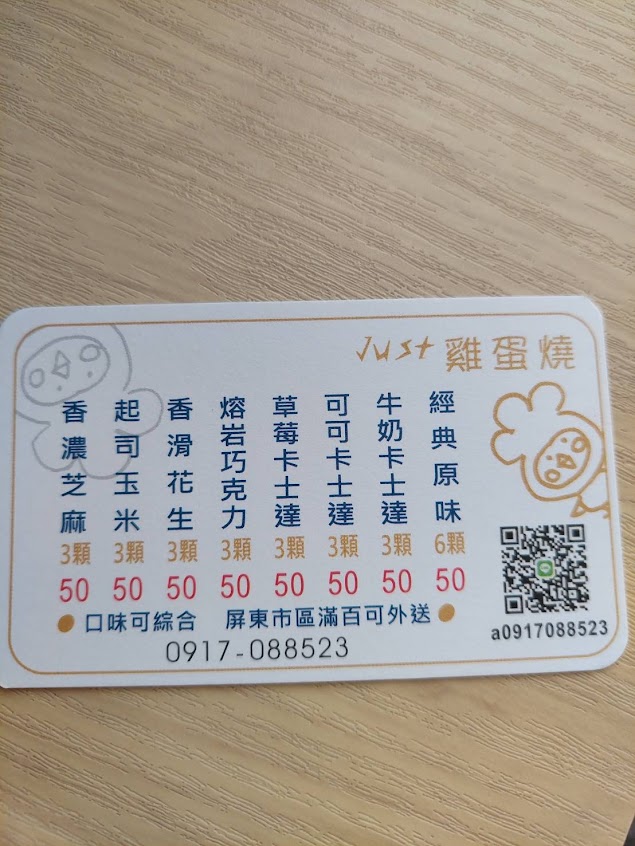 Just 雞蛋燒
經典原味 6顆 50
牛奶卡士達 3顆 50
可可卡士達 3顆 50
草莓卡士達 3顆 50
熔岩巧克力 3顆 50
香滑花生 3顆 50
起司玉米 3顆 50
香濃芝麻 3顆 50
●口味可綜合 屏東市區滿百可外送●
0917-088523
a0917088523